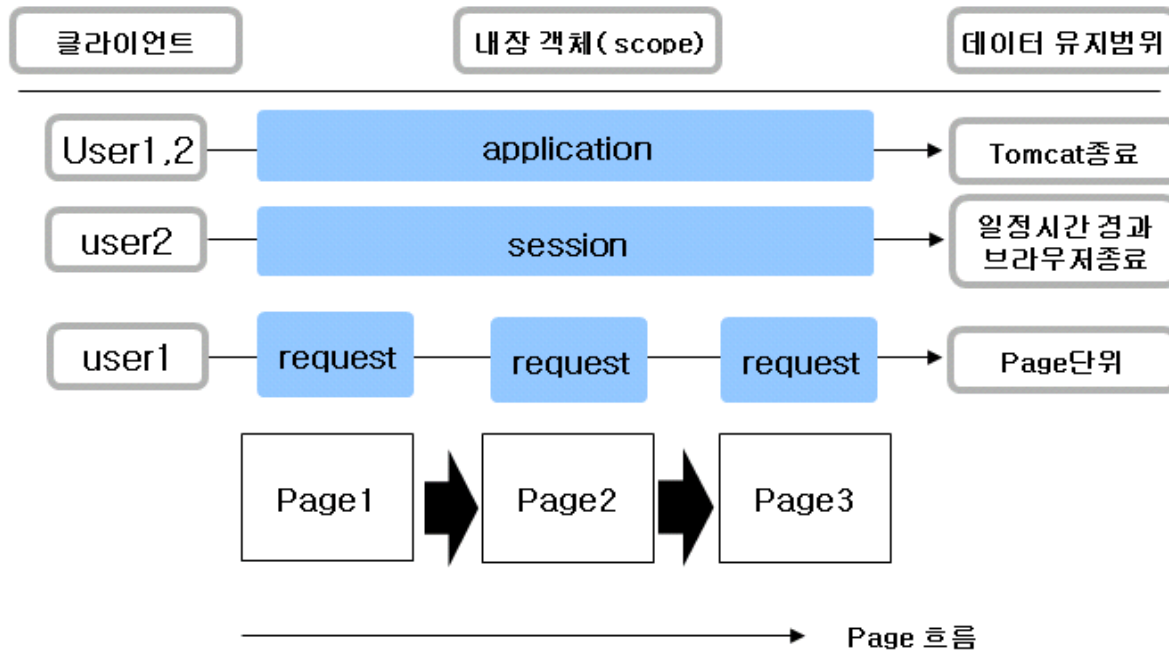 클라이언트
내장 객체(scope)
데이터 유지범위
User1,2
application
Tomcat종료
user2
session
일정시간 경과
브라우저종료
user1
request
request
request
Page단위
Page1
Page2
Page3
Page 흐름